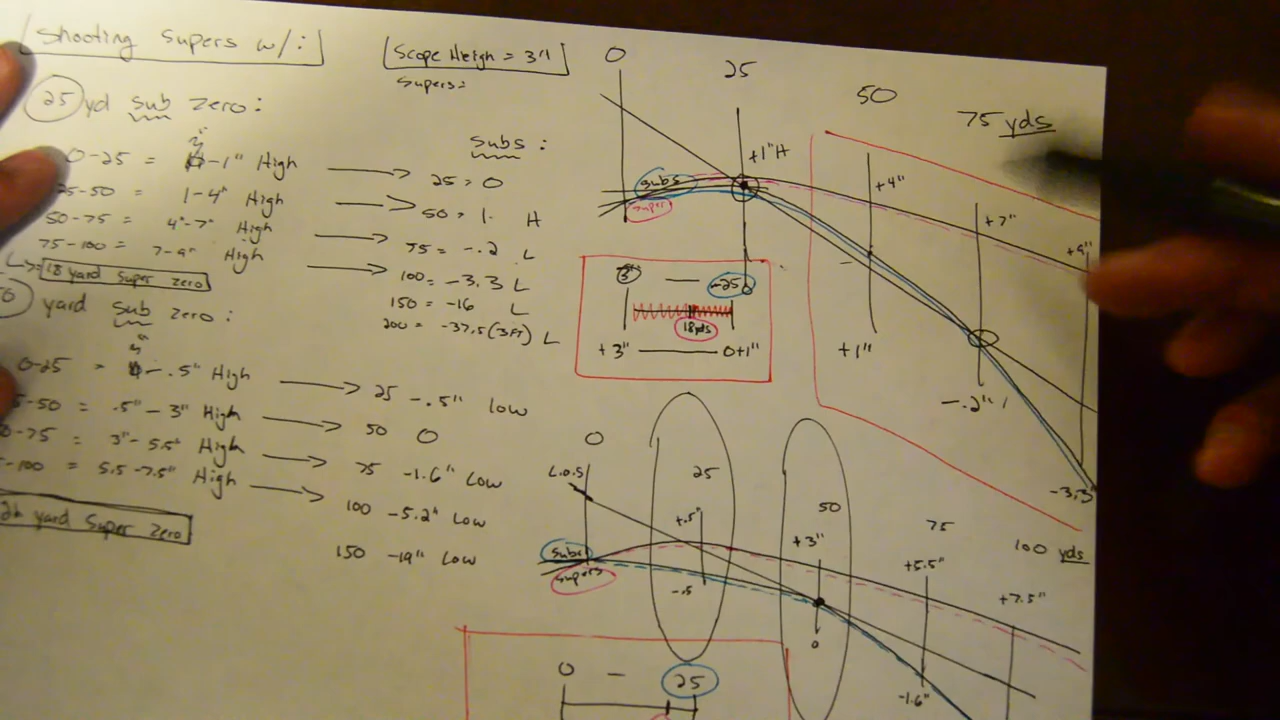 Shooting Supers w/:
Scope Heigh = 3"
Supers:
25 yd sub zero:
0-25 = -1" High
25-50 = 1-4" High
50-75 = 4"-7" High
75-100 = 7-9" High
18 yard super zero
Subs:
25 = 0
50 = 1. H
75 = -.2 L
100 = -3.3 L
150 = -16 L
200 = -37.5 (3FT) L
yard sub zero:
0-25 = -.5" High
-50 = .5" - 3" High
-75 = 3" - 5.5" High
-100 = 5.5 - 7.5" High
yard Super Zero
25 -.5" low
50 0
75 -1.6" Low
100 -5.2" Low
150 -19" Low
0 25 50 75 yds
+1"H
+4"
+7"
+9"
subs
super
+1"
-.2"
-3.3"
3" — 25
18yds
+3" — 0+1"
0 25 50 75 100 yds
L.O.S
+.5"
+3"
+5.5"
+7.5"
Subs
Supers
-.5
0
-1.6"
0 — 25